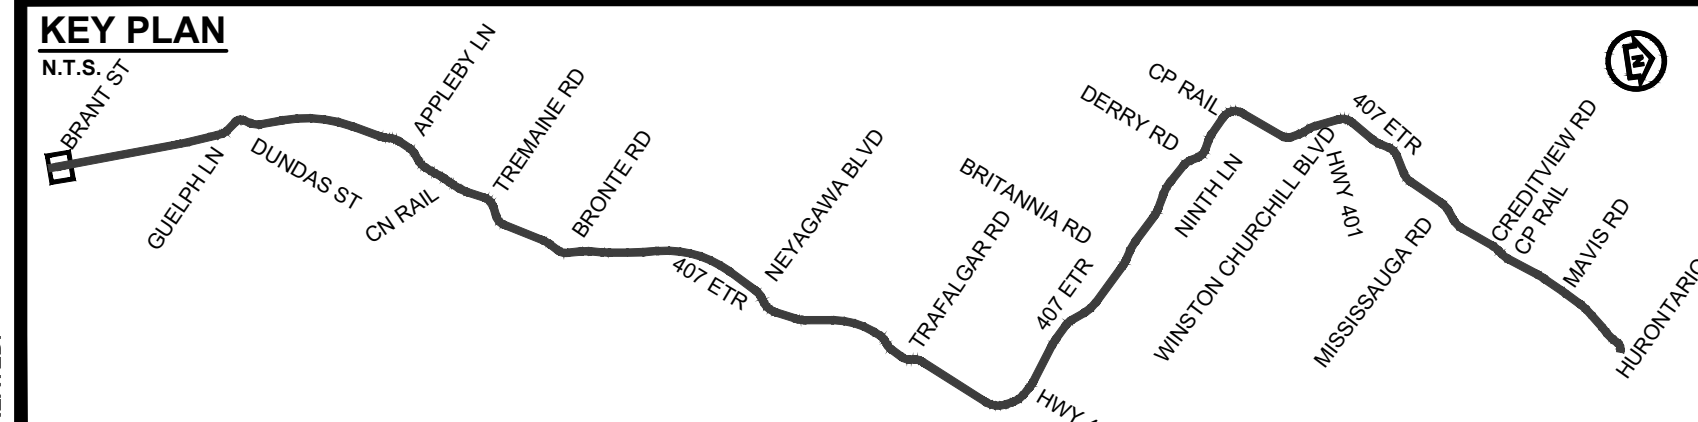 KEY PLAN
N.T.S.
BRANT ST
GUELPH LN
DUNDAS ST
APPLEBY LN
CN RAIL
TREMAINE RD
BRONTE RD
407 ETR
NEYAGAWA BLVD
TRAFALGAR RD
HWY
407 ETR
BRITANNIA RD
DERRY RD
CP RAIL
NINTH LN
WINSTON CHURCHILL BLVD
HWY 401
407 ETR
MISSISSAUGA RD
CREDITVIEW RD
CP RAIL
MAVIS RD
HURONTARIO
N